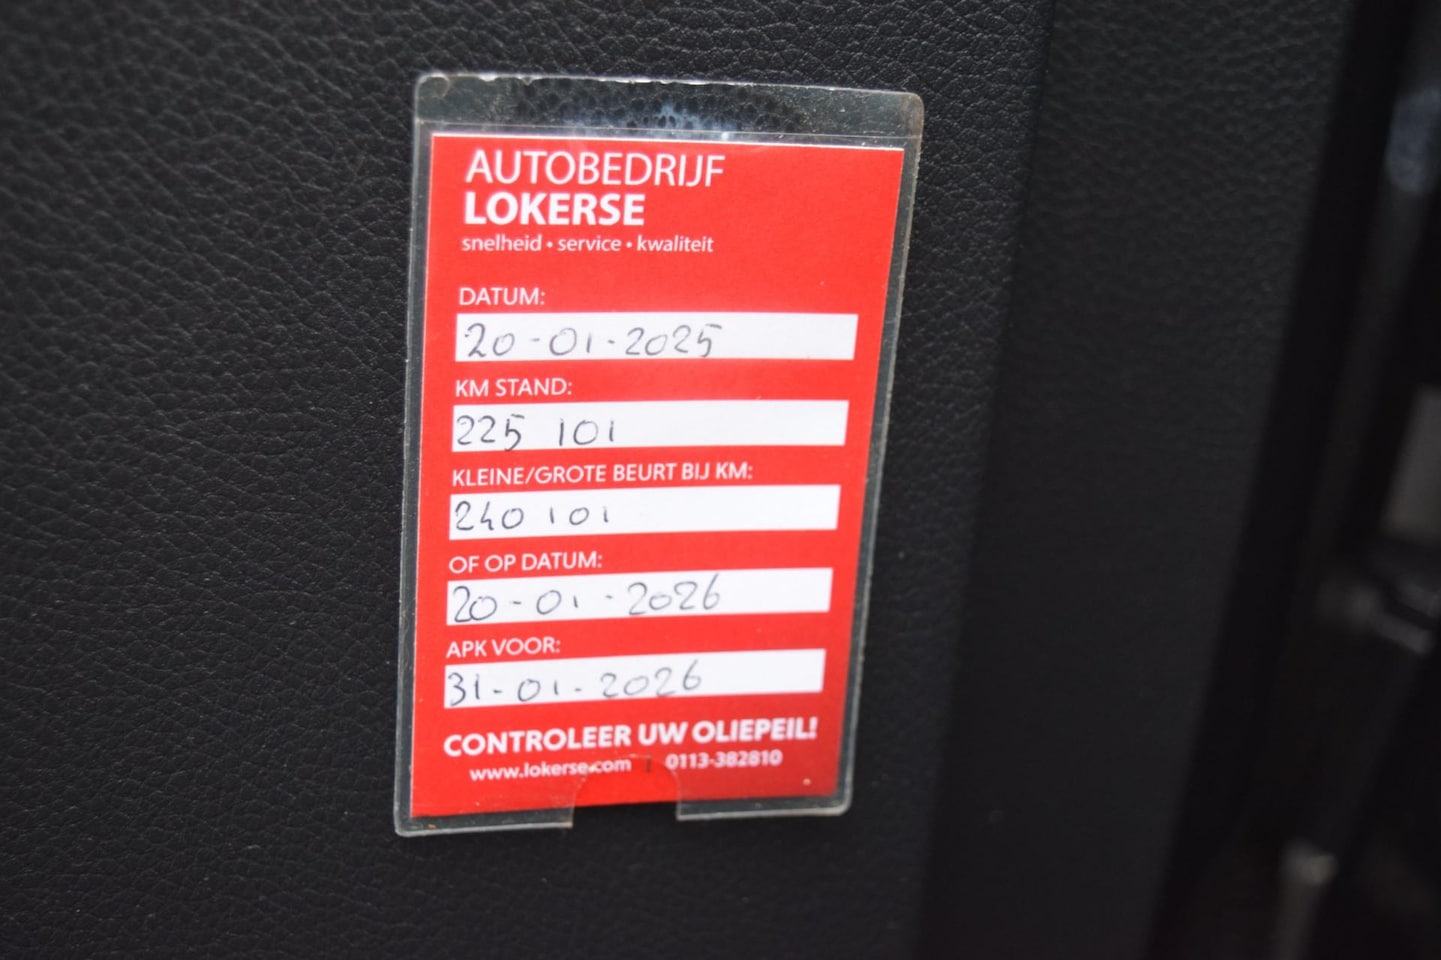 AUTOBEDRIJF
LOKERSE
snelheid • service • kwaliteit
DATUM:
20-01-2025
KM STAND:
225 101
KLEINE/GROTE BEURT BIJ KM:
240 101
OF OP DATUM:
20-01-2026
APK VOOR:
31-01-2026
CONTROLEER UW OLIEPEIL!
www.lokerse.com | 0113-382810